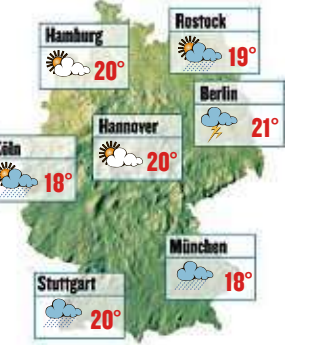 Hamburg
20°
Rostock
19°
Berlin
21°
Hannover
20°
Köln
18°
München
18°
Stuttgart
20°